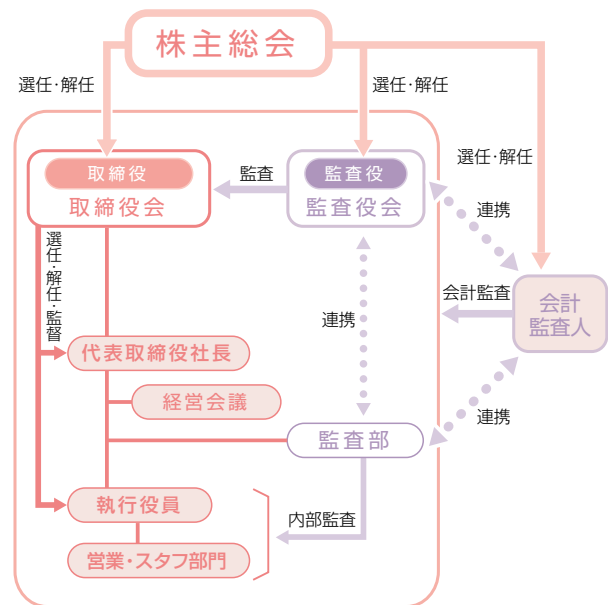 株主総会
選任・解任
選任・解任
選任・解任
取締役
取締役会
監査
監査役
監査役会
連携
選任・解任・監督
会計監査
会計
監査人
連携
代表取締役社長
経営会議
連携
監査部
執行役員
内部監査
営業・スタッフ部門